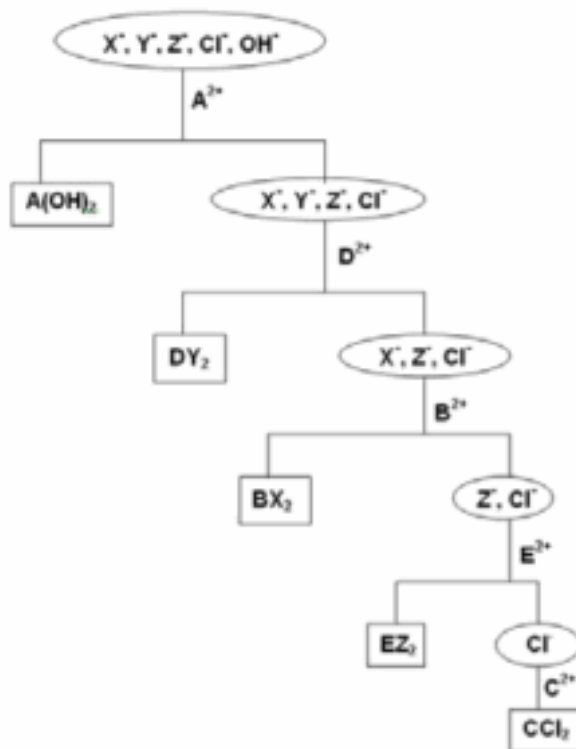 X⁻, Y⁻, Z⁻, Cl⁻, OH⁻
A²⁺
A(OH)₂
X⁻, Y⁻, Z⁻, Cl⁻
D²⁺
DY₂
X⁻, Z⁻, Cl⁻
B²⁺
BX₂
Z⁻, Cl⁻
E²⁺
EZ₂
Cl⁻
C²⁺
CCl₂